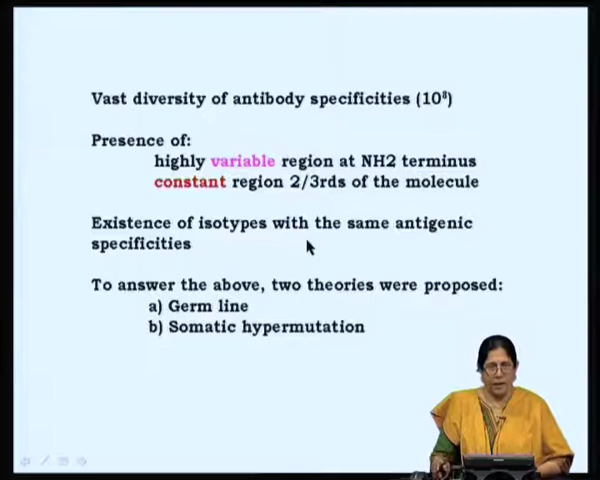 Vast diversity of antibody specificities (10⁸)
Presence of:
highly variable region at NH2 terminus
constant region 2/3rds of the molecule
Existence of isotypes with the same antigenic
specificities
To answer the above, two theories were proposed:
a) Germ line
b) Somatic hypermutation